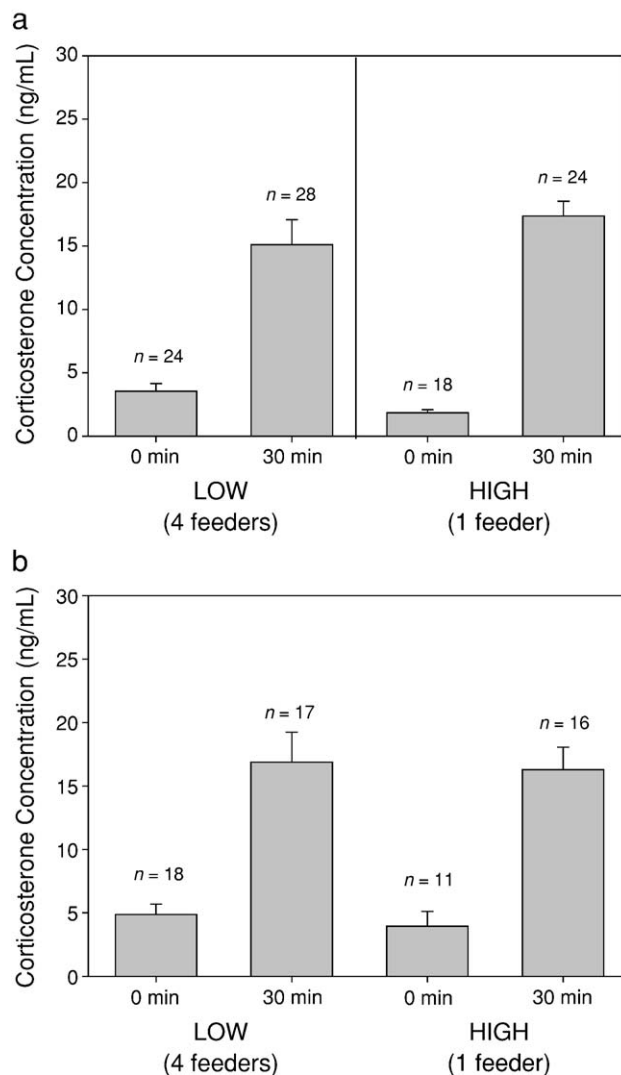 a
Corticosterone Concentration (ng/mL)
30
25
20
15
10
5
0
n = 24
n = 28
n = 18
n = 24
0 min
30 min
0 min
30 min
LOW
HIGH
(4 feeders)
(1 feeder)
b
Corticosterone Concentration (ng/mL)
30
25
20
15
10
5
0
n = 18
n = 17
n = 11
n = 16
0 min
30 min
0 min
30 min
LOW
HIGH
(4 feeders)
(1 feeder)